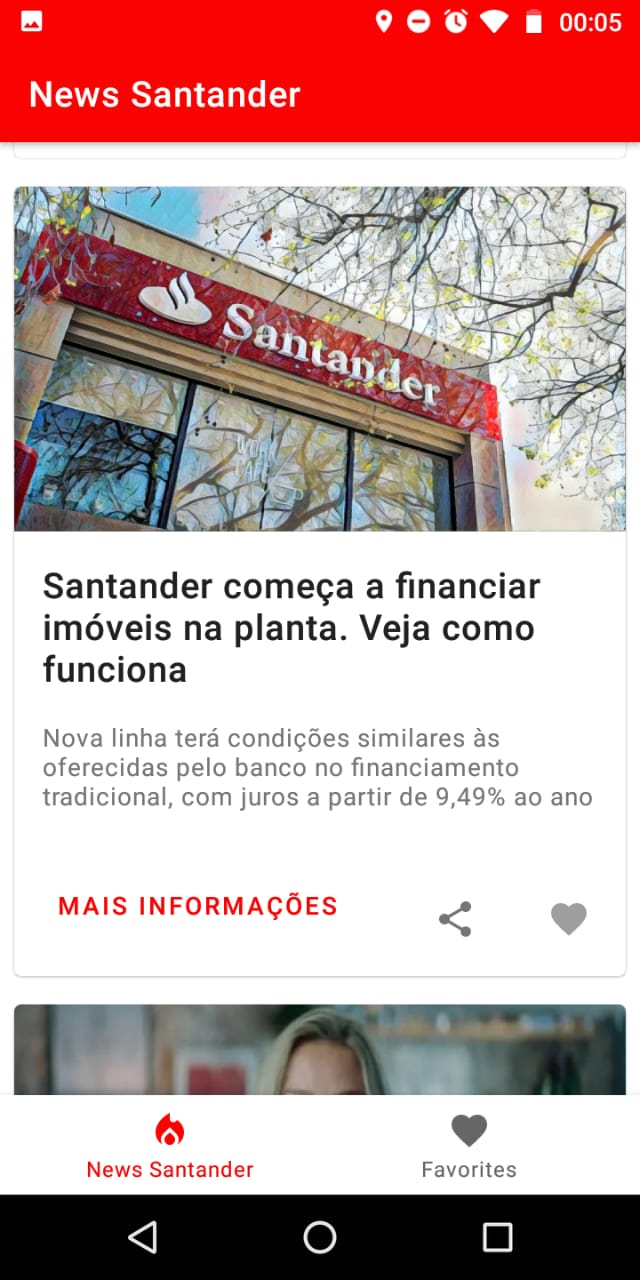 00:05
News Santander
Santander
Santander começa a financiar
imóveis na planta. Veja como
funciona
Nova linha terá condições similares às
oferecidas pelo banco no financiamento
tradicional, com juros a partir de 9,49% ao ano
MAIS INFORMAÇÕES
News Santander
Favorites